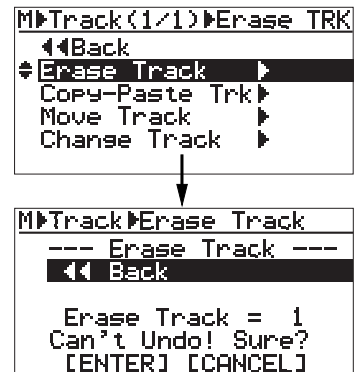 M▶Track(1/1)▶Erase TRK
◀◀Back
Erase Track ▶
Copy-Paste Trk▶
Move Track ▶
Change Track ▶
M▶Track▶Erase Track
--- Erase Track ---
◀◀ Back
Erase Track = 1
Can't Undo! Sure?
[ENTER] [CANCEL]